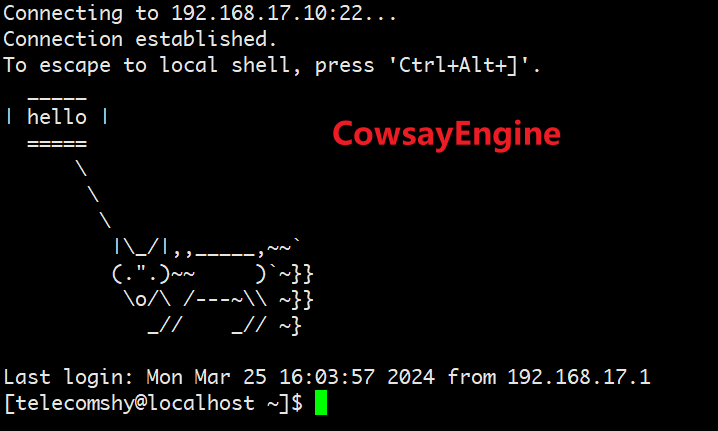 Connecting to 192.168.17.10:22...
Connection established.
To escape to local shell, press 'Ctrl+Alt+]'.
  _____
| hello |
  =====
      \
       \
        \
         |\_/|,,_____,~~`
         (.".)~~     )`~}}
          \o/\ /---~\\ ~}}
            _//    _// ~}
CowsayEngine
Last login: Mon Mar 25 16:03:57 2024 from 192.168.17.1
[telecomshy@localhost ~]$